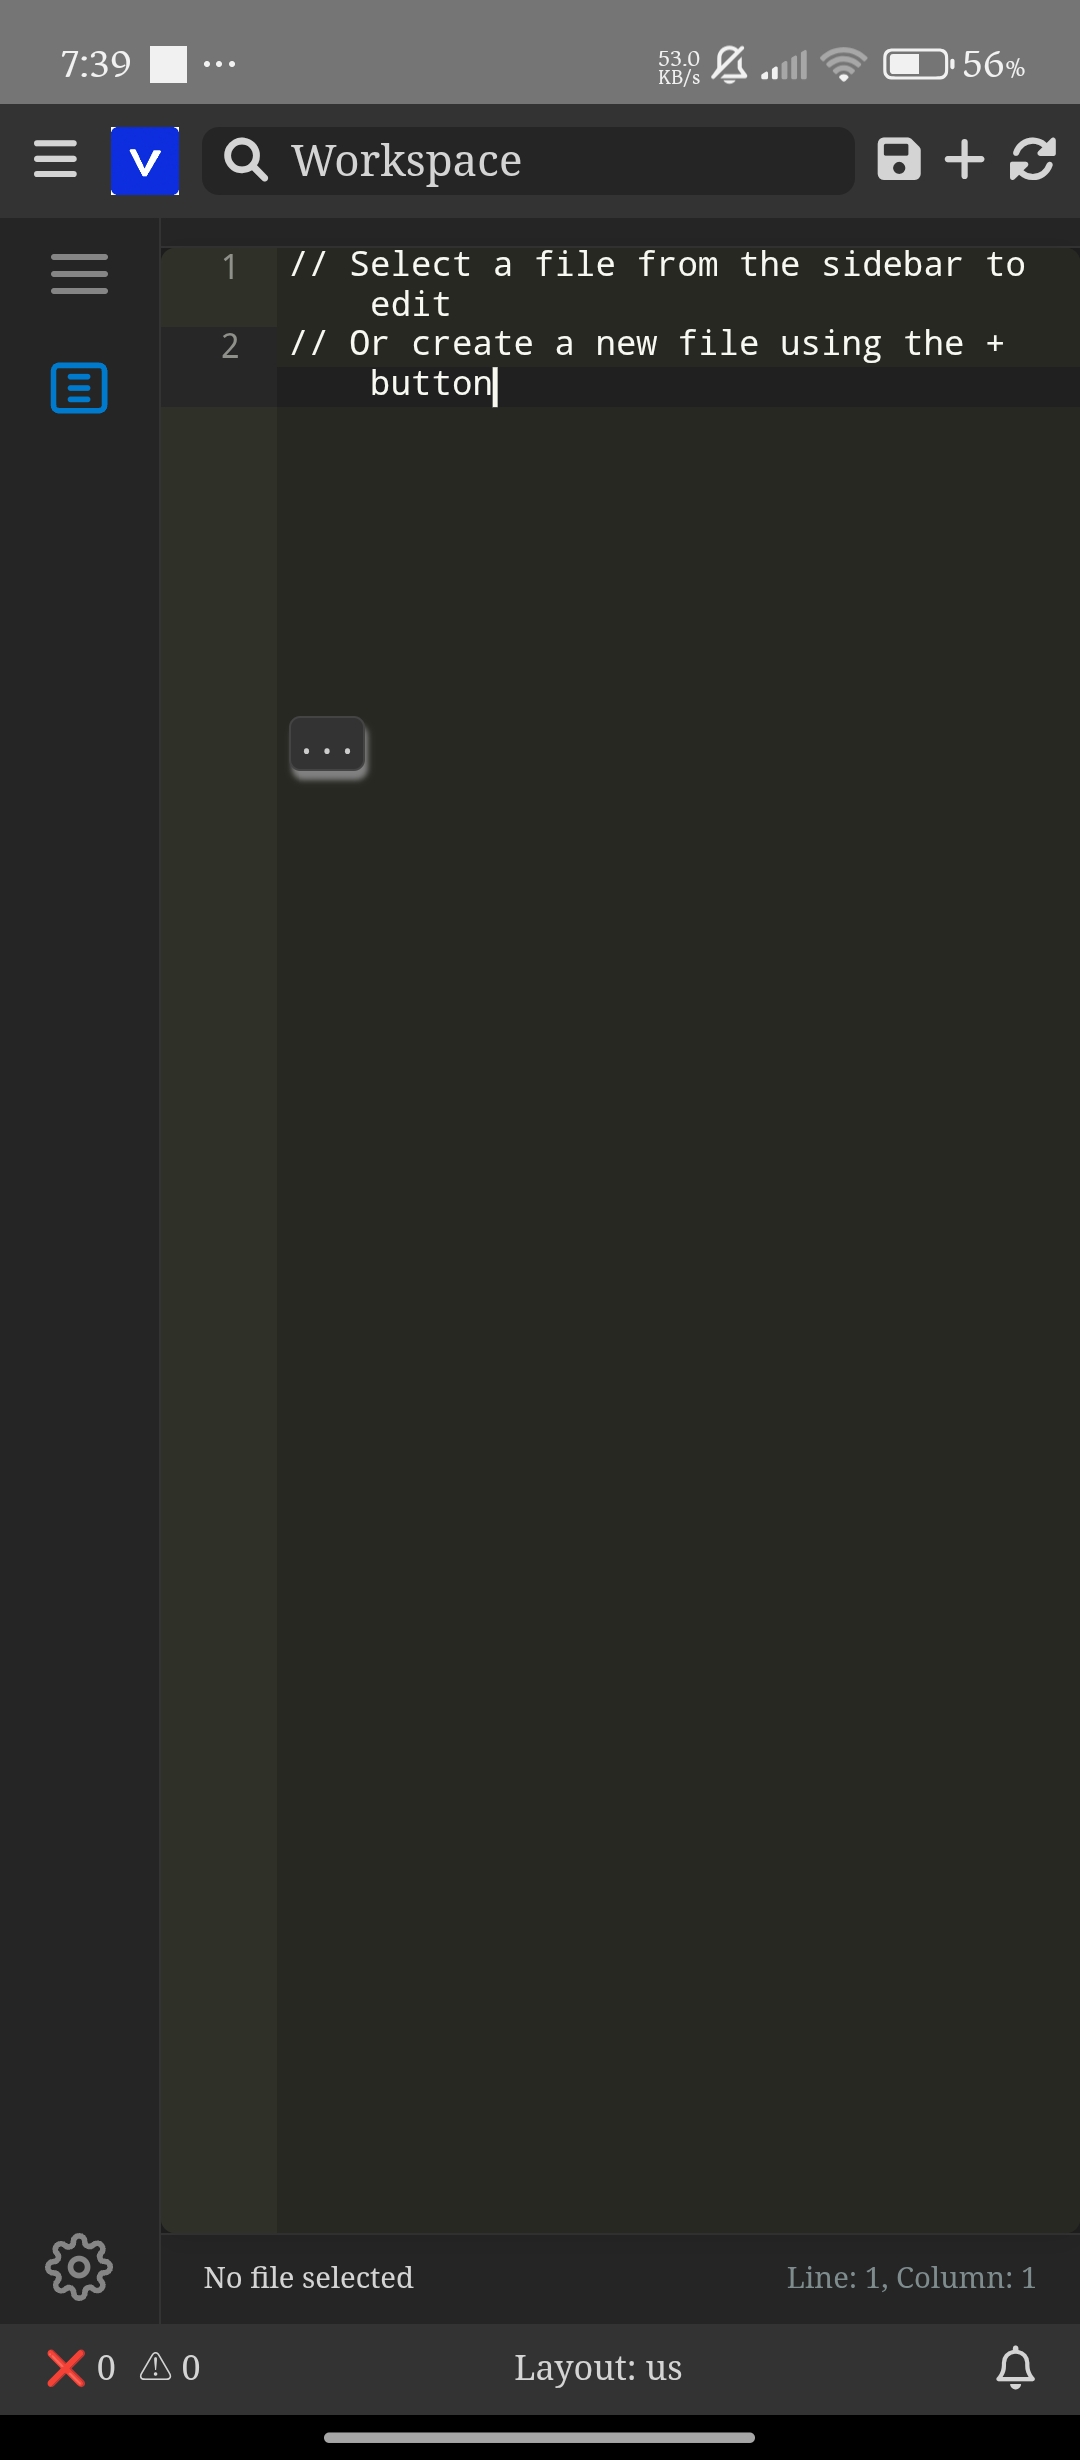 7:39 ... 53.0 KB/s 56%
V Workspace
1 // Select a file from the sidebar to
edit
2 // Or create a new file using the +
button
...
No file selected Line: 1, Column: 1
❌ 0 ⚠ 0 Layout: us